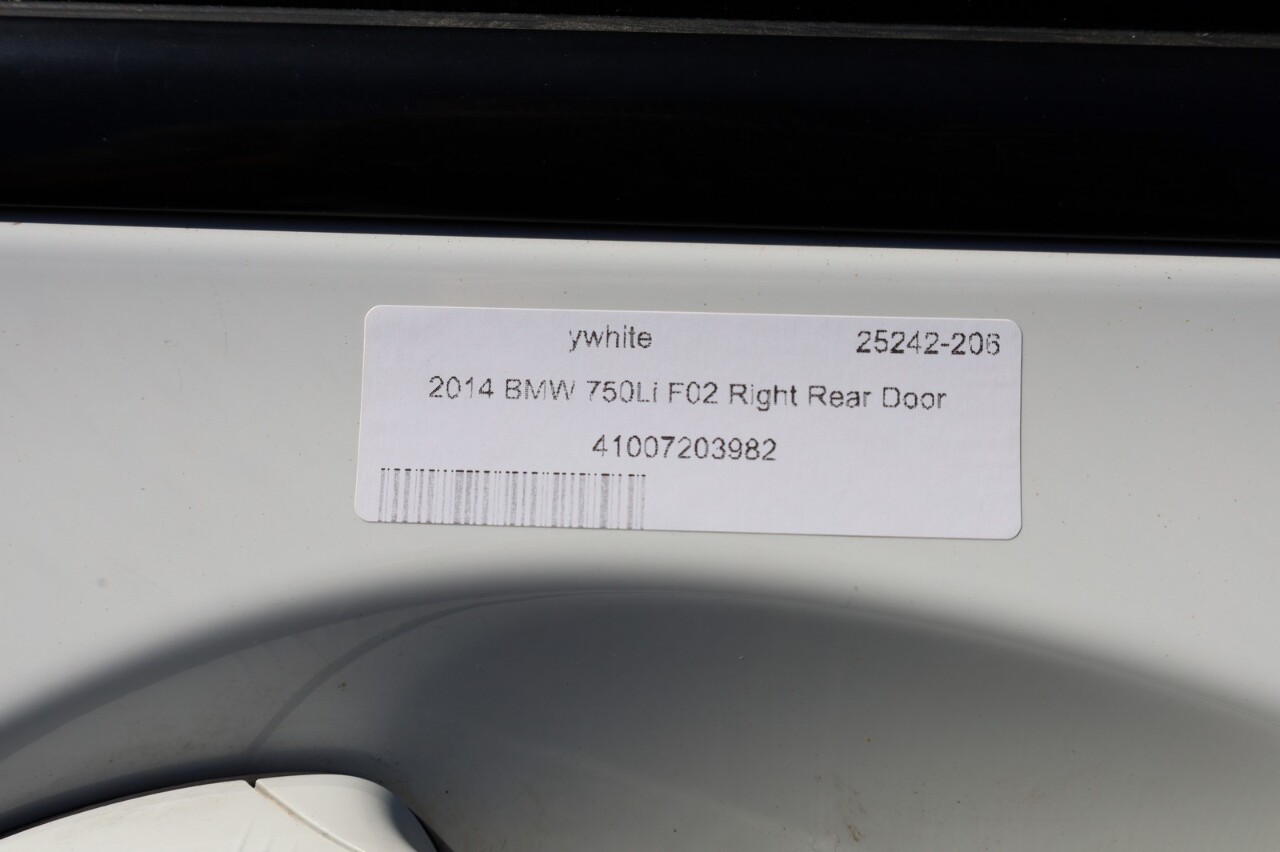 ywhite 25242-206
2014 BMW 750Li F02 Right Rear Door
41007203982